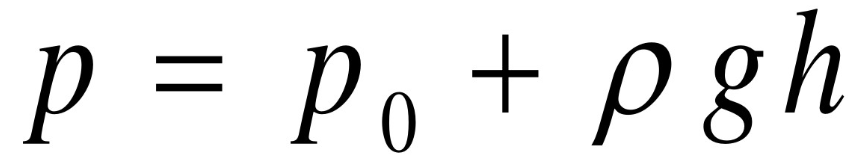 p = p₀ + ρgh